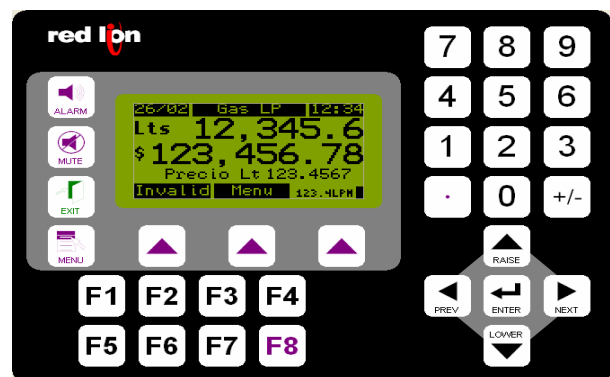 red lion
7 8 9
ALARM
4 5 6
26/02 Gas LP 12:34
Lts 12,345.6
MUTE
1 2 3
$ 123,456.78
Precio Lt 123.4567
EXIT
Invalid Menu 123.4LPM
. 0 +/-
MENU
RAISE
F1 F2 F3 F4
PREV ENTER NEXT
F5 F6 F7 F8
LOWER